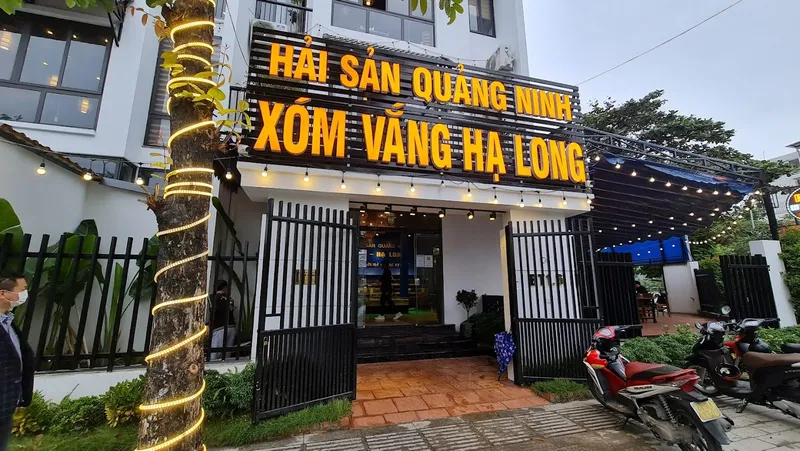 HẢI SẢN QUẢNG NINH
XÓM VẮNG HẠ LONG